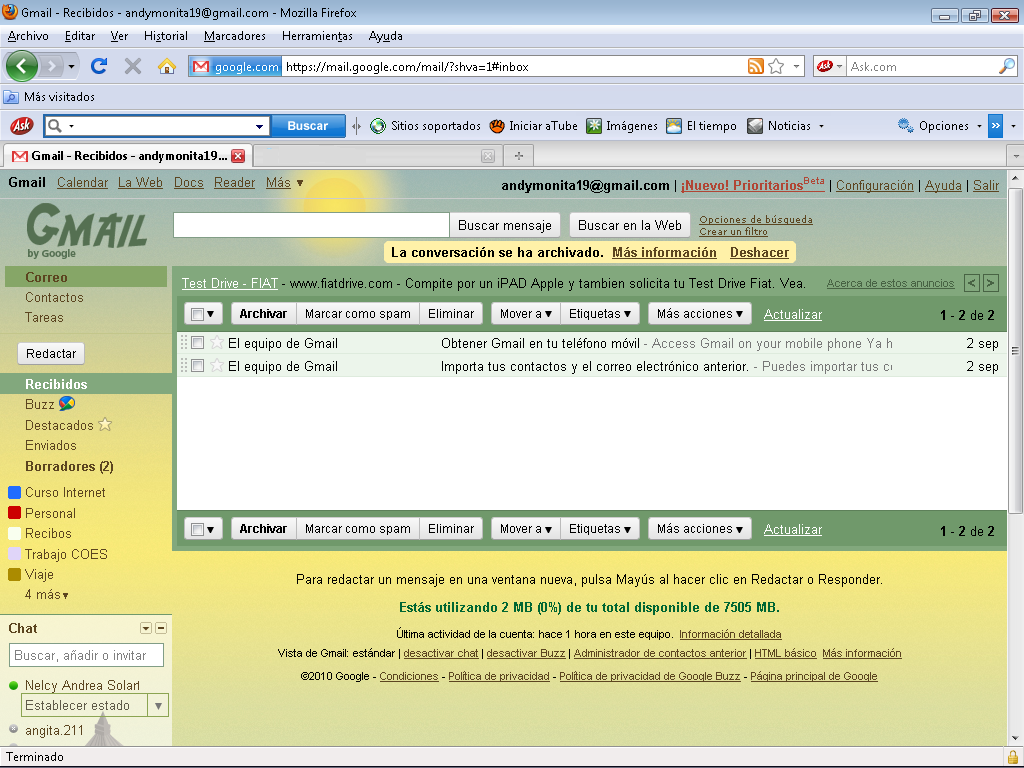 Gmail - Recibidos - andymonita19@gmail.com - Mozilla Firefox
Archivo Editar Ver Historial Marcadores Herramientas Ayuda
google.com https://mail.google.com/mail/?shva=1#inbox Ask Ask.com
Más visitados
Ask Buscar Sitios soportados Iniciar aTube Imágenes El tiempo Noticias Opciones »
Gmail - Recibidos - andymonita19...
Gmail Calendar La Web Docs Reader Más ▼ andymonita19@gmail.com | ¡Nuevo! Prioritarios Beta | Configuración | Ayuda | Salir
GMAIL
by Google
Buscar mensaje Buscar en la Web Opciones de búsqueda
Crear un filtro
La conversación se ha archivado. Más información Deshacer
Correo
Contactos
Tareas
Redactar
Recibidos
Buzz
Destacados
Enviados
Borradores (2)
Curso Internet
Personal
Recibos
Trabajo COES
Viaje
4 más▼
Chat
Buscar, añadir o invitar
Nelcy Andrea Solart
Establecer estado
angita.211
Test Drive - FIAT - www.fiatdrive.com - Compite por un iPAD Apple y tambien solicita tu Test Drive Fiat. Vea. Acerca de estos anuncios < >
Archivar Marcar como spam Eliminar Mover a ▼ Etiquetas ▼ Más acciones ▼ Actualizar 1 - 2 de 2
El equipo de Gmail Obtener Gmail en tu teléfono móvil - Access Gmail on your mobile phone Ya h 2 sep
El equipo de Gmail Importa tus contactos y el correo electrónico anterior. - Puedes importar tus co 2 sep
Archivar Marcar como spam Eliminar Mover a ▼ Etiquetas ▼ Más acciones ▼ Actualizar 1 - 2 de 2
Para redactar un mensaje en una ventana nueva, pulsa Mayús al hacer clic en Redactar o Responder.
Estás utilizando 2 MB (0%) de tu total disponible de 7505 MB.
Última actividad de la cuenta: hace 1 hora en este equipo. Información detallada
Vista de Gmail: estándar | desactivar chat | desactivar Buzz | Administrador de contactos anterior | HTML básico Más información
©2010 Google - Condiciones - Política de privacidad - Política de privacidad de Google Buzz - Página principal de Google
Terminado